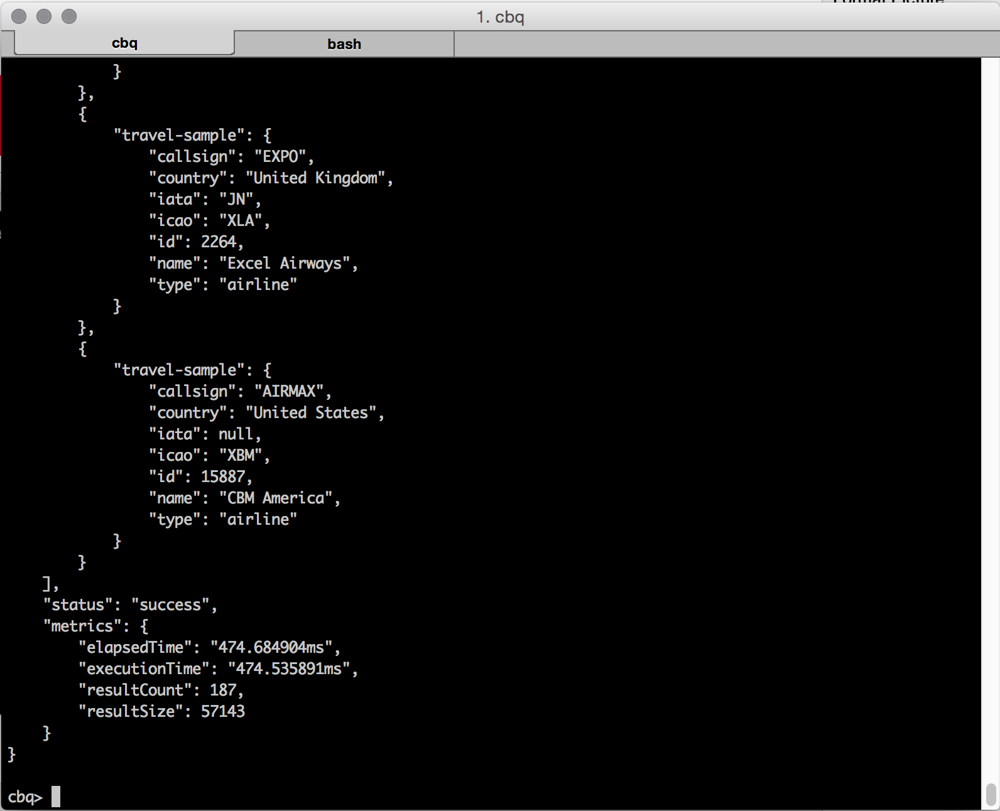 1. cbq
cbq bash
            }
        },
        {
            "travel-sample": {
                "callsign": "EXPO",
                "country": "United Kingdom",
                "iata": "JN",
                "icao": "XLA",
                "id": 2264,
                "name": "Excel Airways",
                "type": "airline"
            }
        },
        {
            "travel-sample": {
                "callsign": "AIRMAX",
                "country": "United States",
                "iata": null,
                "icao": "XBM",
                "id": 15887,
                "name": "CBM America",
                "type": "airline"
            }
        }
    ],
    "status": "success",
    "metrics": {
        "elapsedTime": "474.684904ms",
        "executionTime": "474.535891ms",
        "resultCount": 187,
        "resultSize": 57143
    }
}
cbq>